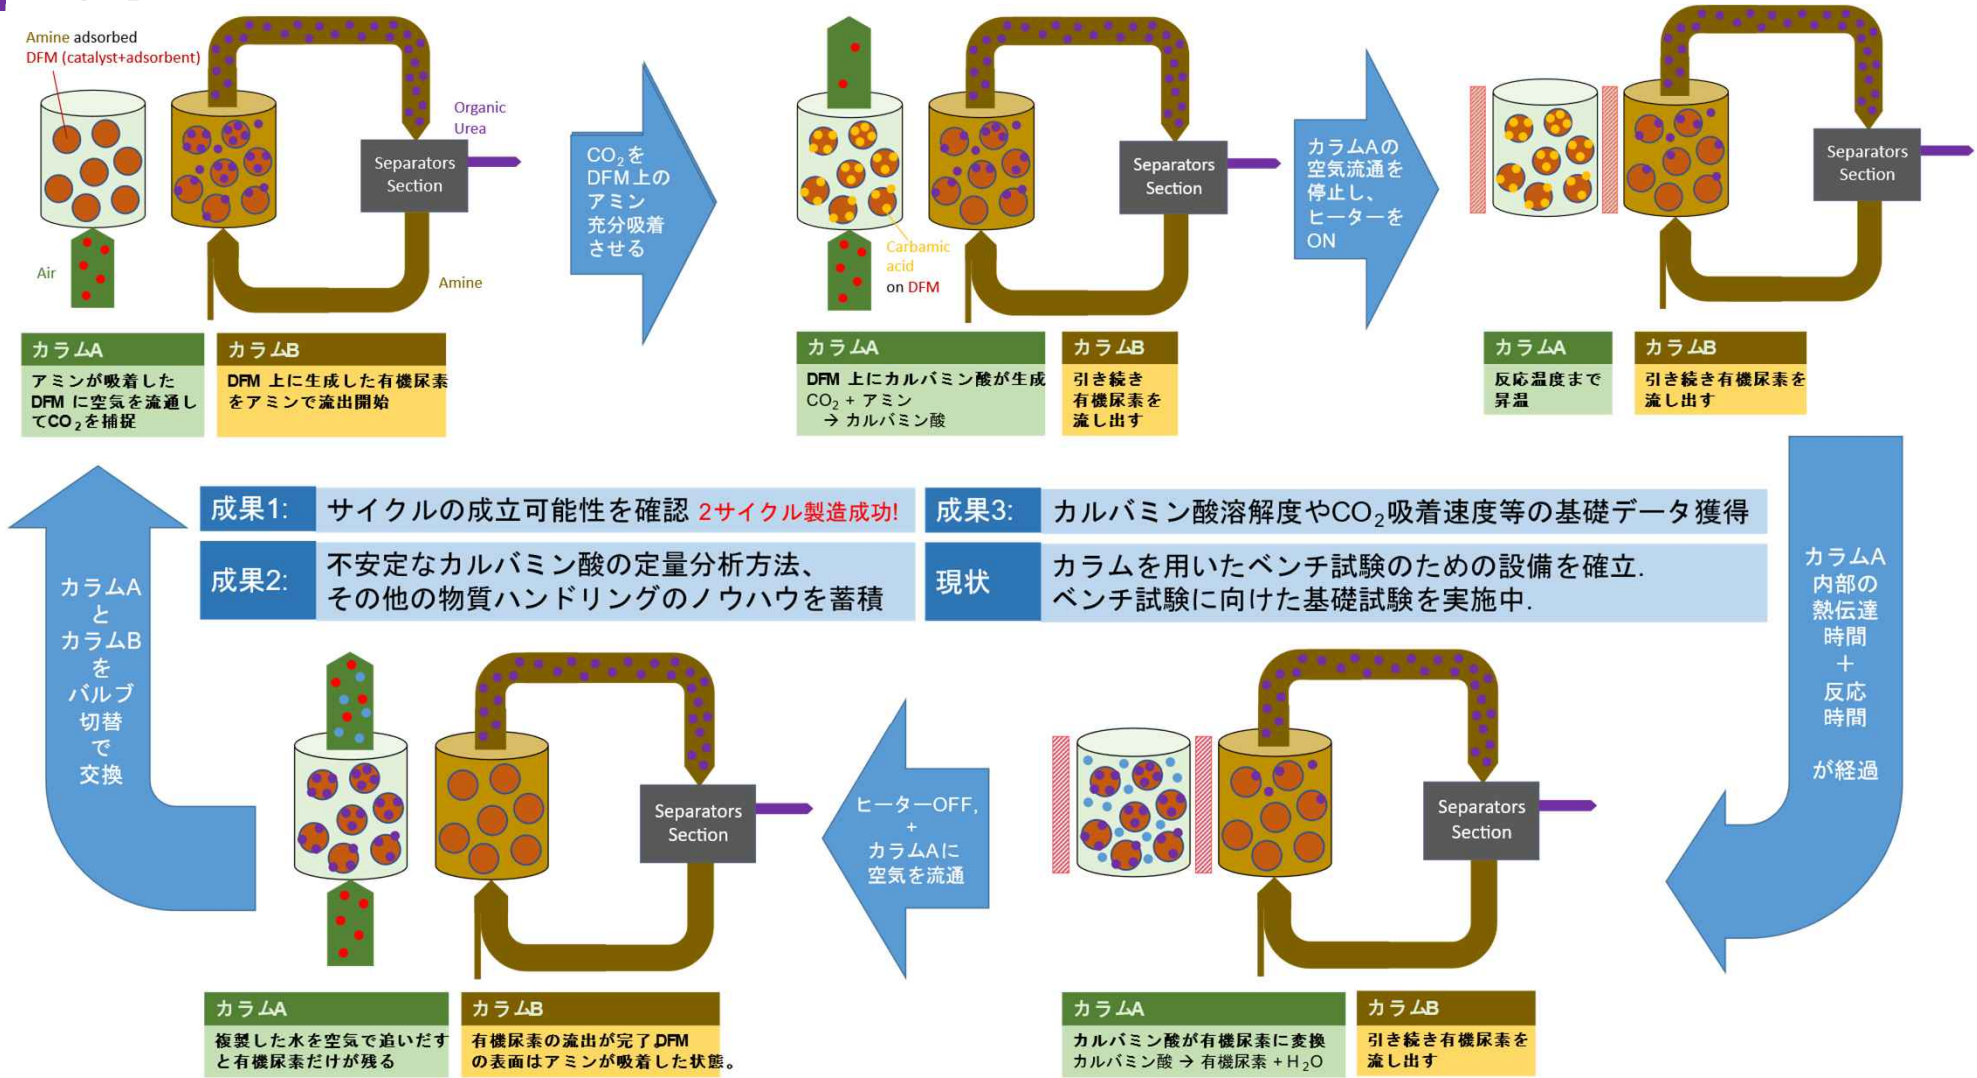 Amine adsorbed
DFM (catalyst+adsorbent)
Organic
Urea
Separators
Section
Air
Amine
カラムA
アミンが吸着した
DFM に空気を流通し
てCO₂を捕捉
カラムB
DFM 上に生成した有機尿素
をアミンで流出開始
CO₂を
DFM上の
アミン
充分吸着
させる
Separators
Section
Carbamic
acid
on DFM
カラムA
DFM 上にカルバミン酸が生成
CO₂ + アミン
→ カルバミン酸
カラムB
引き続き
有機尿素を
流し出す
カラムAの
空気流通を
停止し、
ヒーターを
ON
Separators
Section
カラムA
反応温度まで
昇温
カラムB
引き続き有機尿素を
流し出す
成果1:
サイクルの成立可能性を確認 2サイクル製造成功!
成果2:
不安定なカルバミン酸の定量分析方法、
その他の物質ハンドリングのノウハウを蓄積
成果3:
カルバミン酸溶解度やCO₂吸着速度等の基礎データ獲得
現状
カラムを用いたベンチ試験のための設備を確立.
ベンチ試験に向けた基礎試験を実施中.
カラムA
内部の
熱伝達
時間
＋
反応
時間
が経過
Separators
Section
カラムA
カルバミン酸が有機尿素に変換
カルバミン酸 → 有機尿素 + H₂O
カラムB
引き続き有機尿素を
流し出す
ヒーターOFF,
+
カラムAに
空気を流通
Separators
Section
カラムA
複製した水を空気で追いだす
と有機尿素だけが残る
カラムB
有機尿素の流出が完了,DFM
の表面はアミンが吸着した状態。
カラムA
と
カラムB
を
バルブ
切替
で
交換